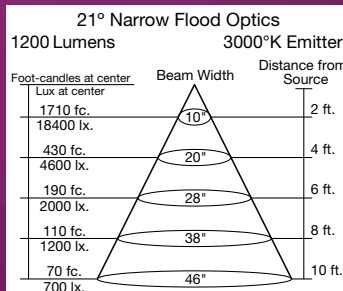 21° Narrow Flood Optics
1200 Lumens 3000°K Emitter
Foot-candles at center
Lux at center
Beam Width
Distance from
Source
1710 fc.
18400 lx.
10"
2 ft.
430 fc.
4600 lx.
20"
4 ft.
190 fc.
2000 lx.
28"
6 ft.
110 fc.
1200 lx.
38"
8 ft.
70 fc.
700 lx.
46"
10 ft.